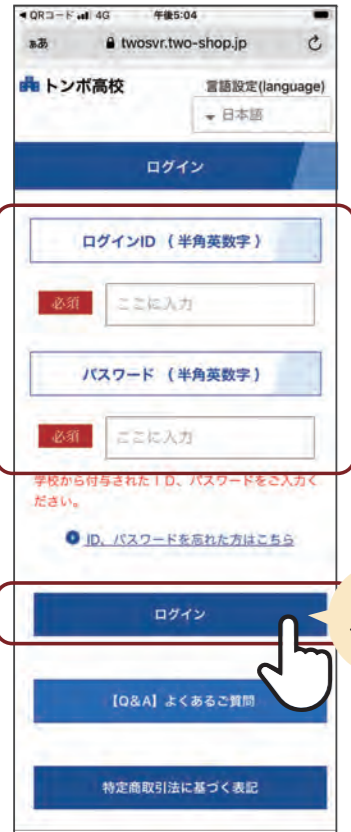 ◀QRコード 4G 午後5:04
ぁあ twosvr.two-shop.jp
トンボ高校
言語設定(language)
日本語
ログイン
ログインID （半角英数字）
必須 ここに入力
パスワード （半角英数字）
必須 ここに入力
学校から付与されたＩＤ、パスワードをご入力く
ださい。
ID、パスワードを忘れた方はこちら
ログイン
【Q&A】よくあるご質問
特定商取引法に基づく表記